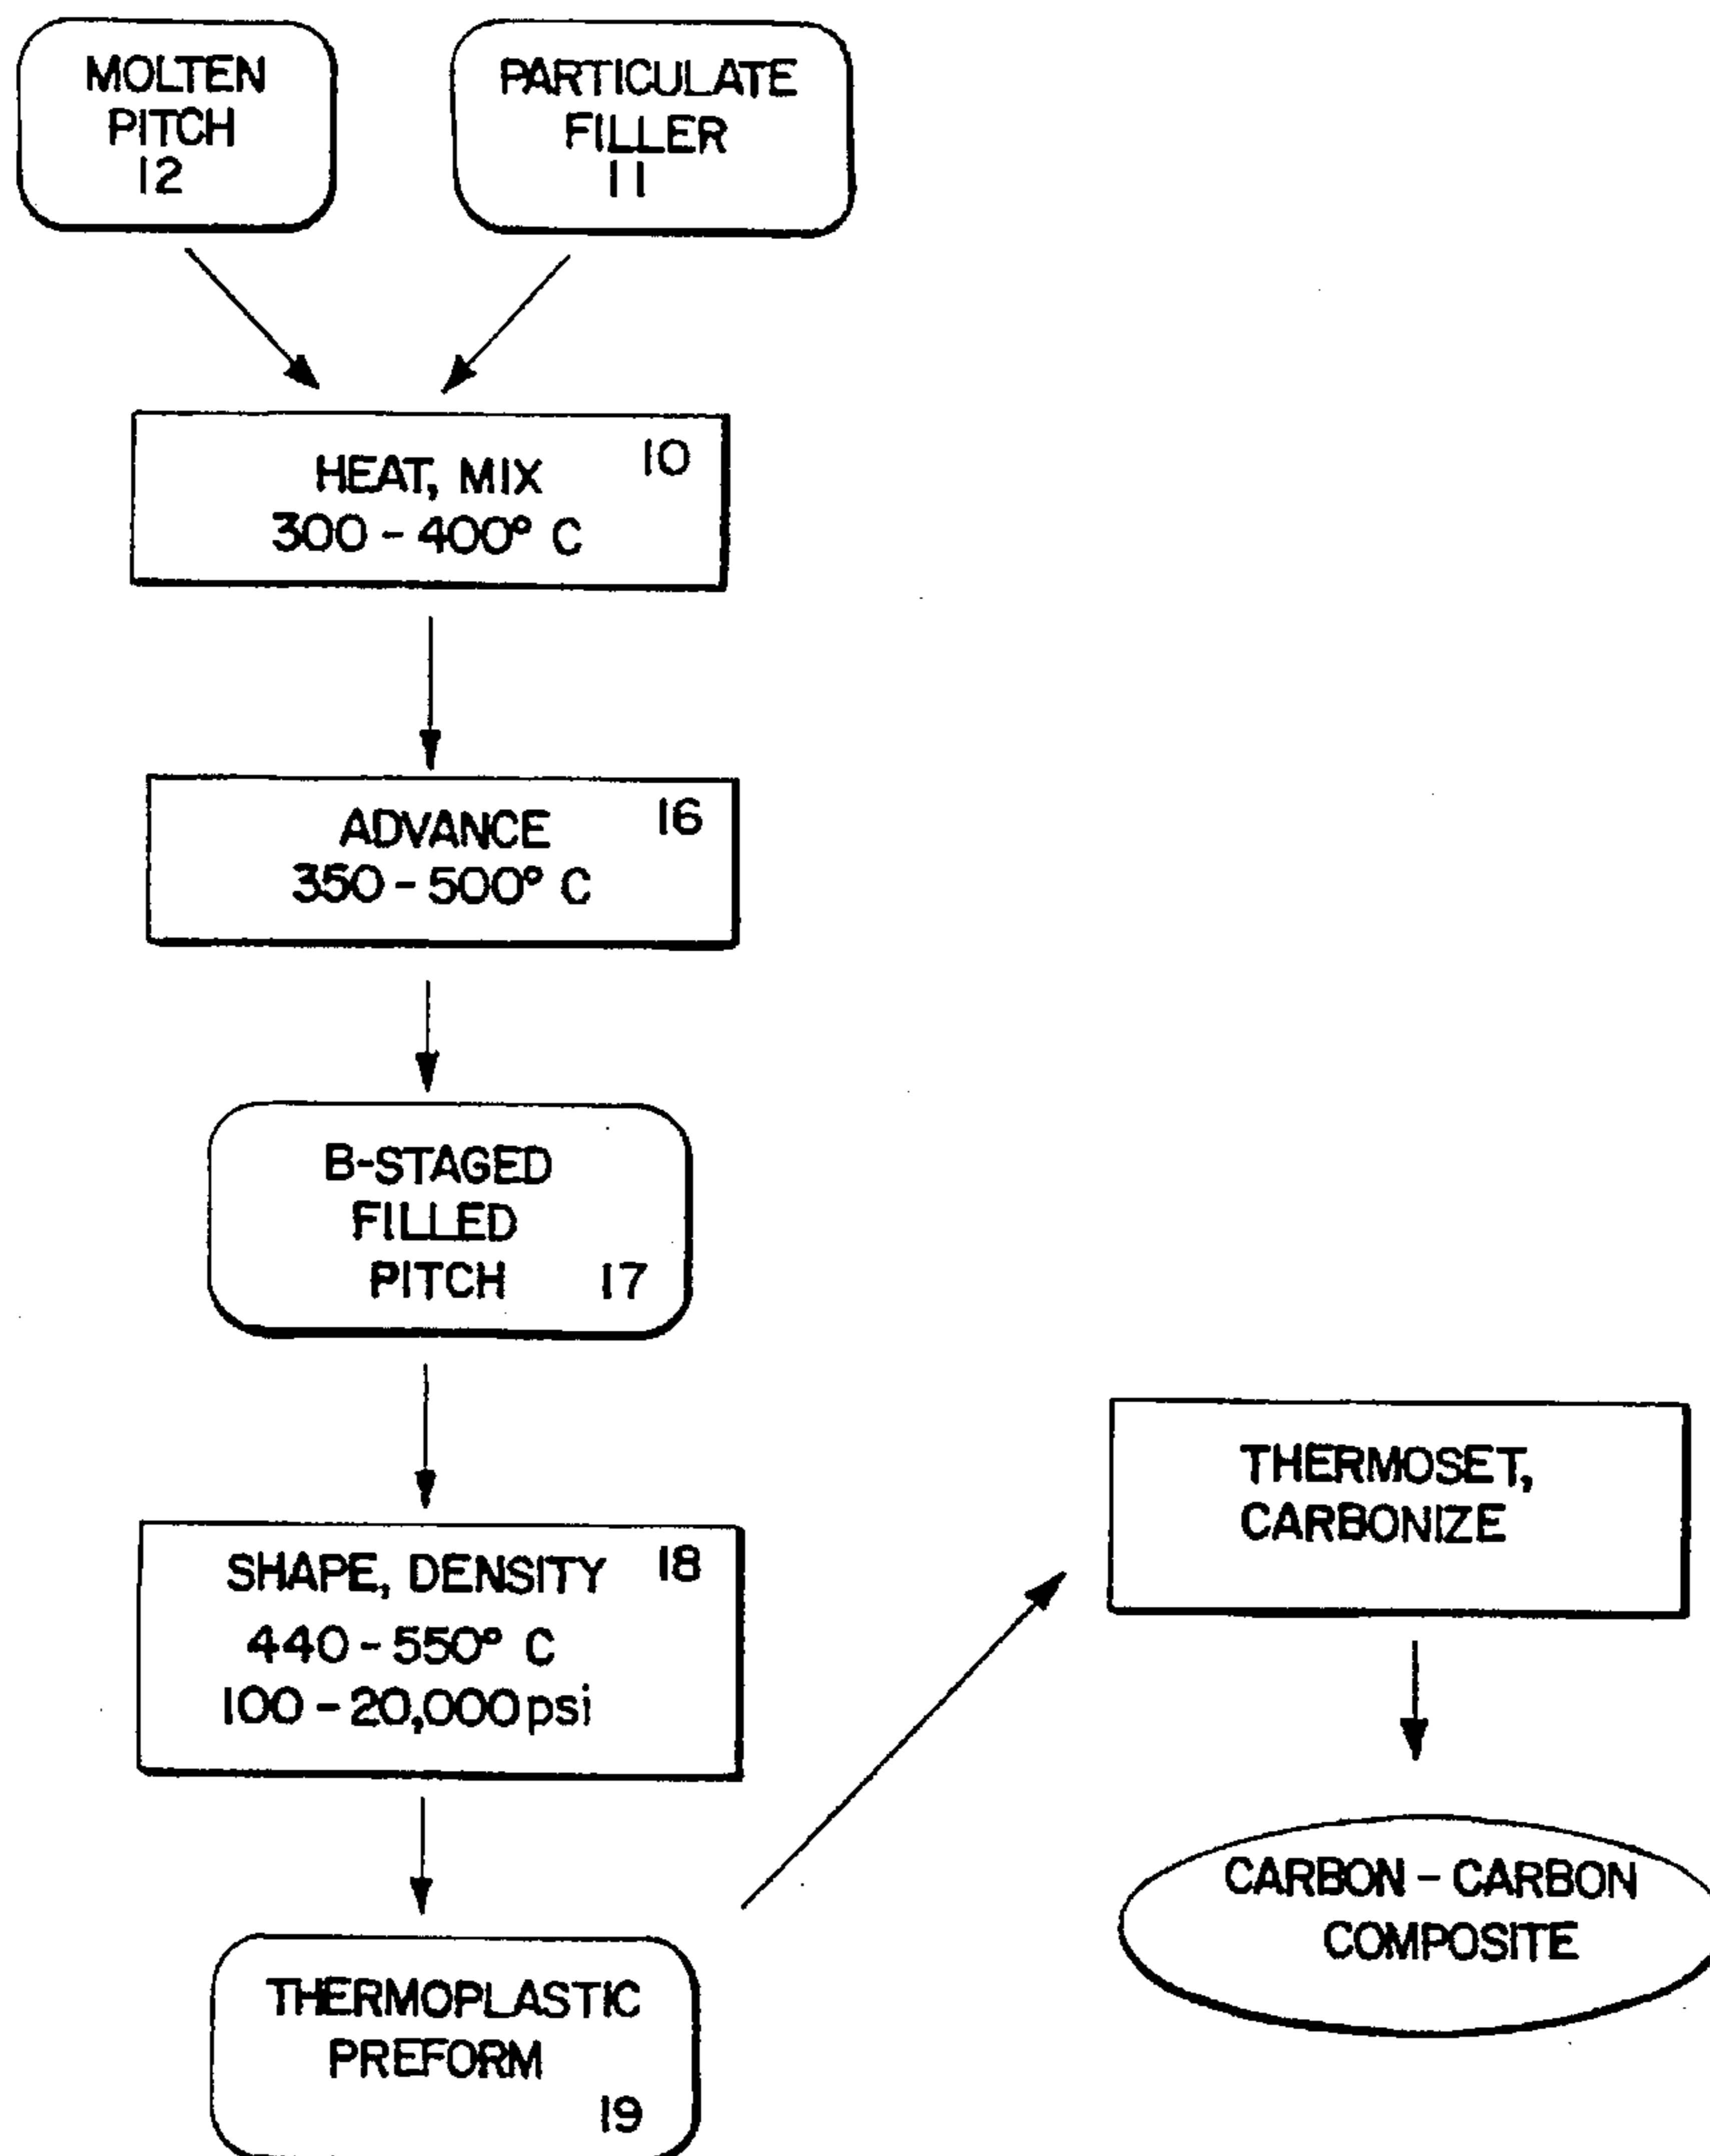 MOLTEN
PITCH
12
PARTICULATE
FILLER
11
10
HEAT, MIX
300 - 400° C
16
ADVANCE
350 - 500° C
B-STAGED
FILLED
PITCH 17
SHAPE, DENSITY 18
440 - 550° C
100 - 20,000 psi
THERMOPLASTIC
PREFORM
19
THERMOSET,
CARBONIZE
CARBON - CARBON
COMPOSITE